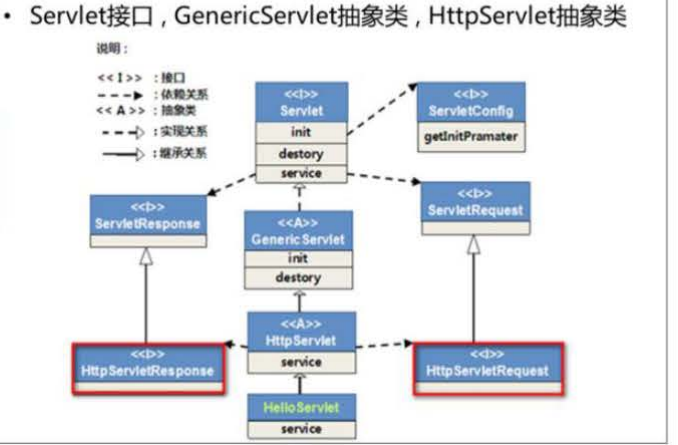 • Servlet接口，GenericServlet抽象类，HttpServlet抽象类
说明：
<<I>> ：接口
：依赖关系
<<A>> ：抽象类
：实现关系
：继承关系
<<I>>
Servlet
init
destory
service
<<I>>
ServletConfig
getInitPramater
<<I>>
ServletResponse
<<I>>
ServletRequest
<<A>>
GenericServlet
init
destory
<<A>>
HttpServlet
service
<<I>>
HttpServletResponse
<<I>>
HttpServletRequest
HelloServlet
service